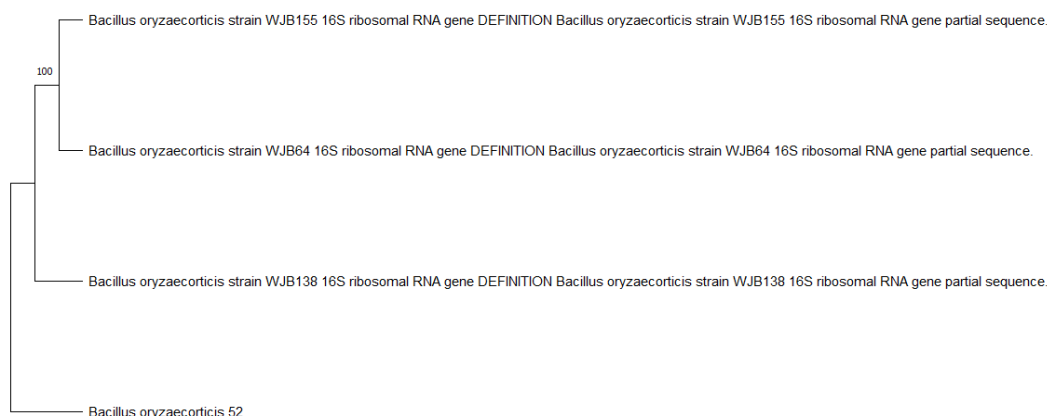 Bacillus oryzaecorticis strain WJB155 16S ribosomal RNA gene DEFINITION Bacillus oryzaecorticis strain WJB155 16S ribosomal RNA gene partial sequence.
100
Bacillus oryzaecorticis strain WJB64 16S ribosomal RNA gene DEFINITION Bacillus oryzaecorticis strain WJB64 16S ribosomal RNA gene partial sequence.
Bacillus oryzaecorticis strain WJB138 16S ribosomal RNA gene DEFINITION Bacillus oryzaecorticis strain WJB138 16S ribosomal RNA gene partial sequence.
Bacillus oryzaecorticis 52